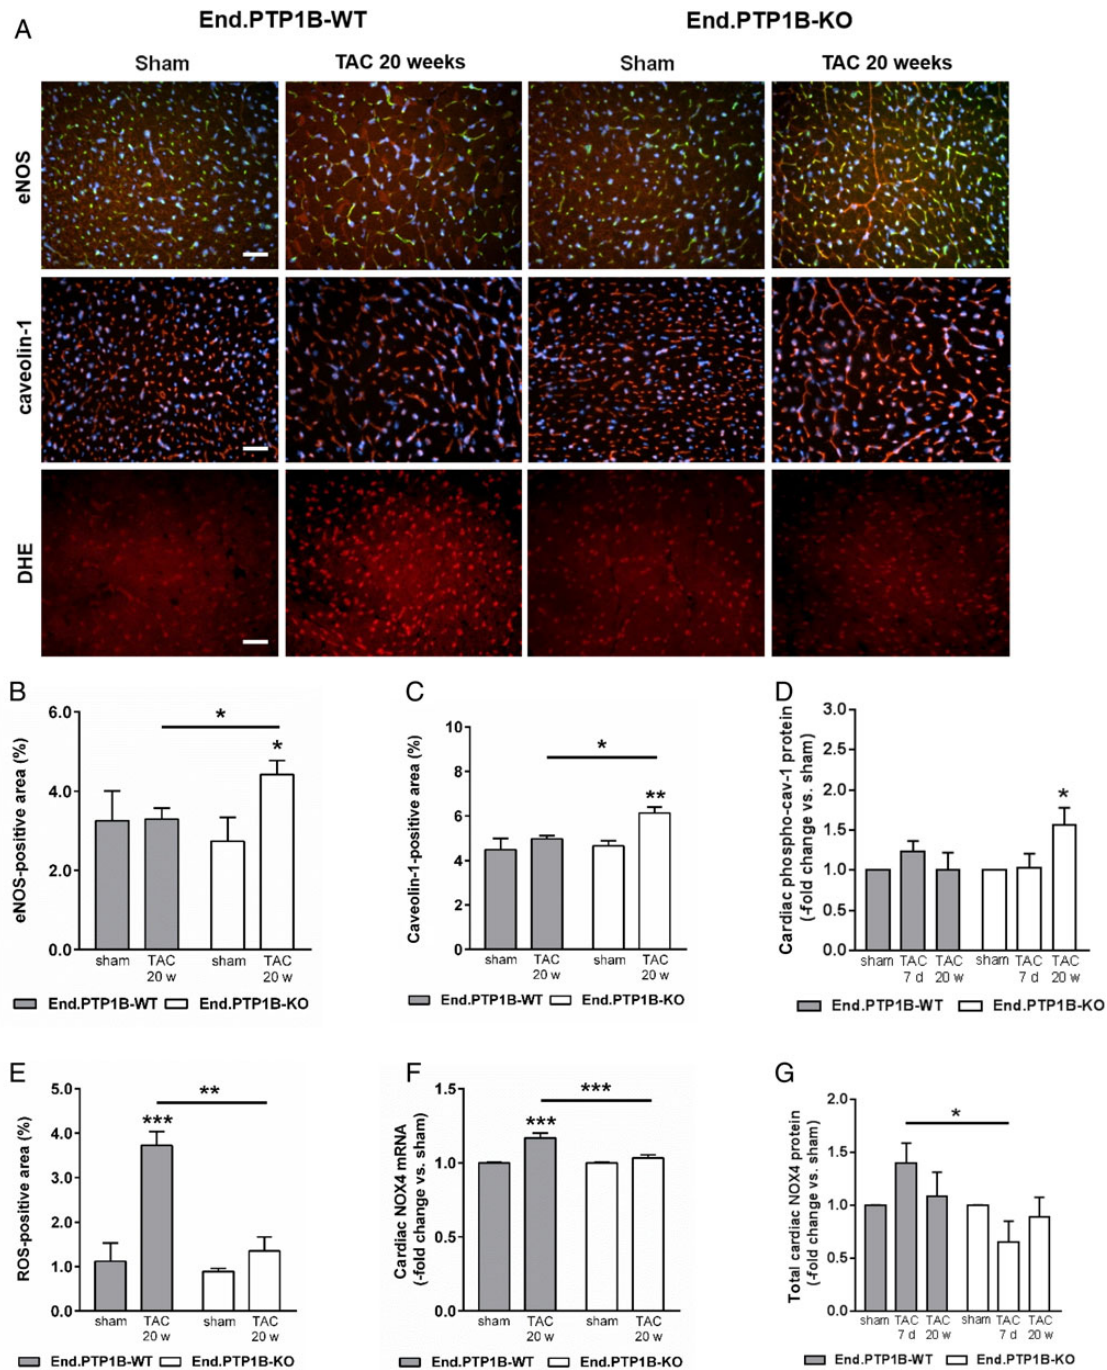 A
End.PTP1B-WT
End.PTP1B-KO
Sham
TAC 20 weeks
Sham
TAC 20 weeks
eNOS
caveolin-1
DHE
B
eNOS-positive area (%)
6.0
4.0
2.0
0.0
*
*
sham
TAC
20 w
sham
TAC
20 w
End.PTP1B-WT
End.PTP1B-KO
C
Caveolin-1-positive area (%)
10
8
6
4
2
0
*
**
sham
TAC
20 w
sham
TAC
20 w
End.PTP1B-WT
End.PTP1B-KO
D
Cardiac phospho-cav-1 protein
(-fold change vs. sham)
3.0
2.5
2.0
1.5
1.0
0.5
0.0
*
sham
TAC
7 d
TAC
20 w
sham
TAC
7 d
TAC
20 w
End.PTP1B-WT
End.PTP1B-KO
E
ROS-positive area (%)
5.0
4.0
3.0
2.0
1.0
0.0
**
***
sham
TAC
20 w
sham
TAC
20 w
End.PTP1B-WT
End.PTP1B-KO
F
Cardiac NOX4 mRNA
(-fold change vs. sham)
1.5
1.0
0.5
0.0
***
***
sham
TAC
20 w
sham
TAC
20 w
End.PTP1B-WT
End.PTP1B-KO
G
Total cardiac NOX4 protein
(-fold change vs. sham)
2.0
1.5
1.0
0.5
0.0
*
sham
TAC
7 d
TAC
20 w
sham
TAC
7 d
TAC
20 w
End.PTP1B-WT
End.PTP1B-KO